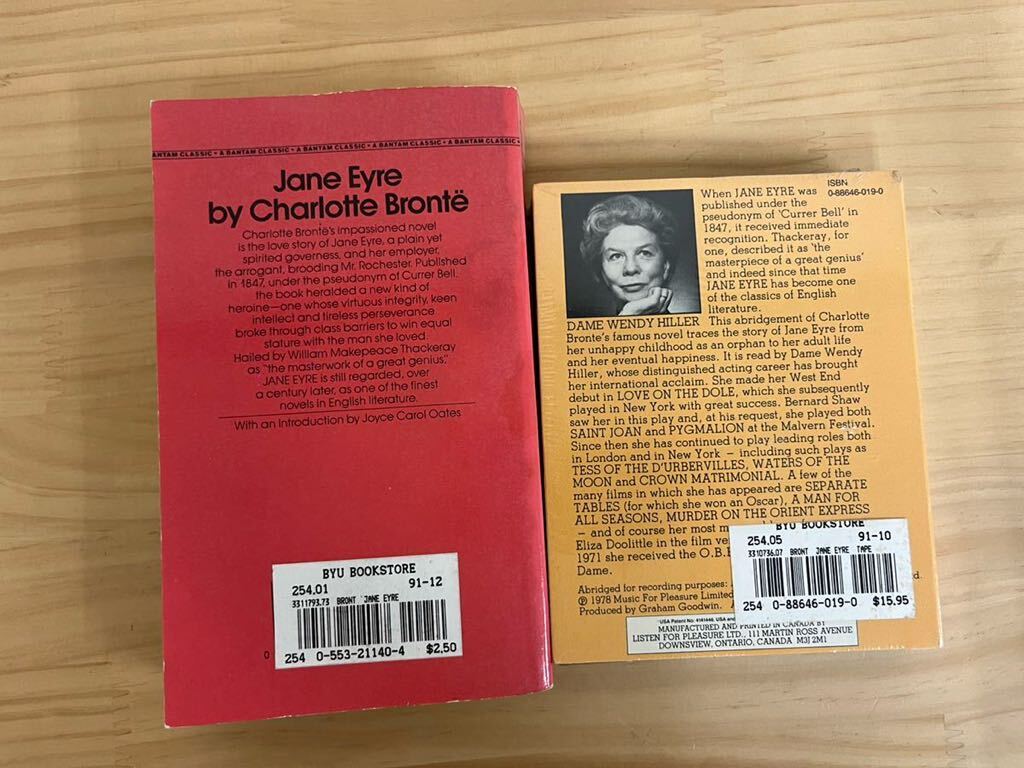 ANTAM CLASSIC • A BANTAM CLASSIC • A BANTAM CLASSIC • A BANTAM CLASSIC • A BANTAM CLASSIC •
Jane Eyre
by Charlotte Brontë
Charlotte Brontë's impassioned novel
is the love story of Jane Eyre, a plain yet
spirited governess, and her employer,
the arrogant, brooding Mr. Rochester. Published
in 1847, under the pseudonym of Currer Bell,
the book heralded a new kind of
heroine—one whose virtuous integrity, keen
intellect and tireless perseverance
broke through class barriers to win equal
stature with the man she loved.
Hailed by William Makepeace Thackeray
as "the masterwork of a great genius,"
JANE EYRE is still regarded, over
a century later, as one of the finest
novels in English literature.
With an Introduction by Joyce Carol Oates
BYU BOOKSTORE
254.01 91-12
3311793.73 BRONT JANE EYRE
0
254 0-553-21140-4 $2.50
ISBN
0-88646-019-0
When JANE EYRE was
published under the
pseudonym of 'Currer Bell' in
1847, it received immediate
recognition. Thackeray, for
one, described it as 'the
masterpiece of a great genius'
and indeed since that time
JANE EYRE has become one
of the classics of English
literature.
DAME WENDY HILLER This abridgement of Charlotte
Bronte's famous novel traces the story of Jane Eyre from
her unhappy childhood as an orphan to her adult life
and her eventual happiness. It is read by Dame Wendy
Hiller, whose distinguished acting career has brought
her international acclaim. She made her West End
debut in LOVE ON THE DOLE, which she subsequently
played in New York with great success. Bernard Shaw
saw her in this play and, at his request, she played both
SAINT JOAN and PYGMALION at the Malvern Festival.
Since then she has continued to play leading roles both
in London and in New York – including such plays as
TESS OF THE D'URBERVILLES, WATERS OF THE
MOON and CROWN MATRIMONIAL. A few of the
many films in which she has appeared are SEPARATE
TABLES (for which she won an Oscar), A MAN FOR
ALL SEASONS, MURDER ON THE ORIENT EXPRESS
– and of course her most
Eliza Doolittle in the film
1971 she received the O.B.
Dame.
BYU BOOKSTORE
254.05 91-10
3310736.07 BRONT JANE EYRE TAPE
254 0-88646-019-0 $15.95
Abridged for recording purposes:
℗ 1978 Music For Pleasure Limited
Produced by Graham Goodwin.
*USA Patent No: 4141446. USA and
MANUFACTURED AND PRINTED IN CANADA BY
LISTEN FOR PLEASURE LTD., 111 MARTIN ROSS AVENUE
DOWNSVIEW, ONTARIO, CANADA M3J 2M1